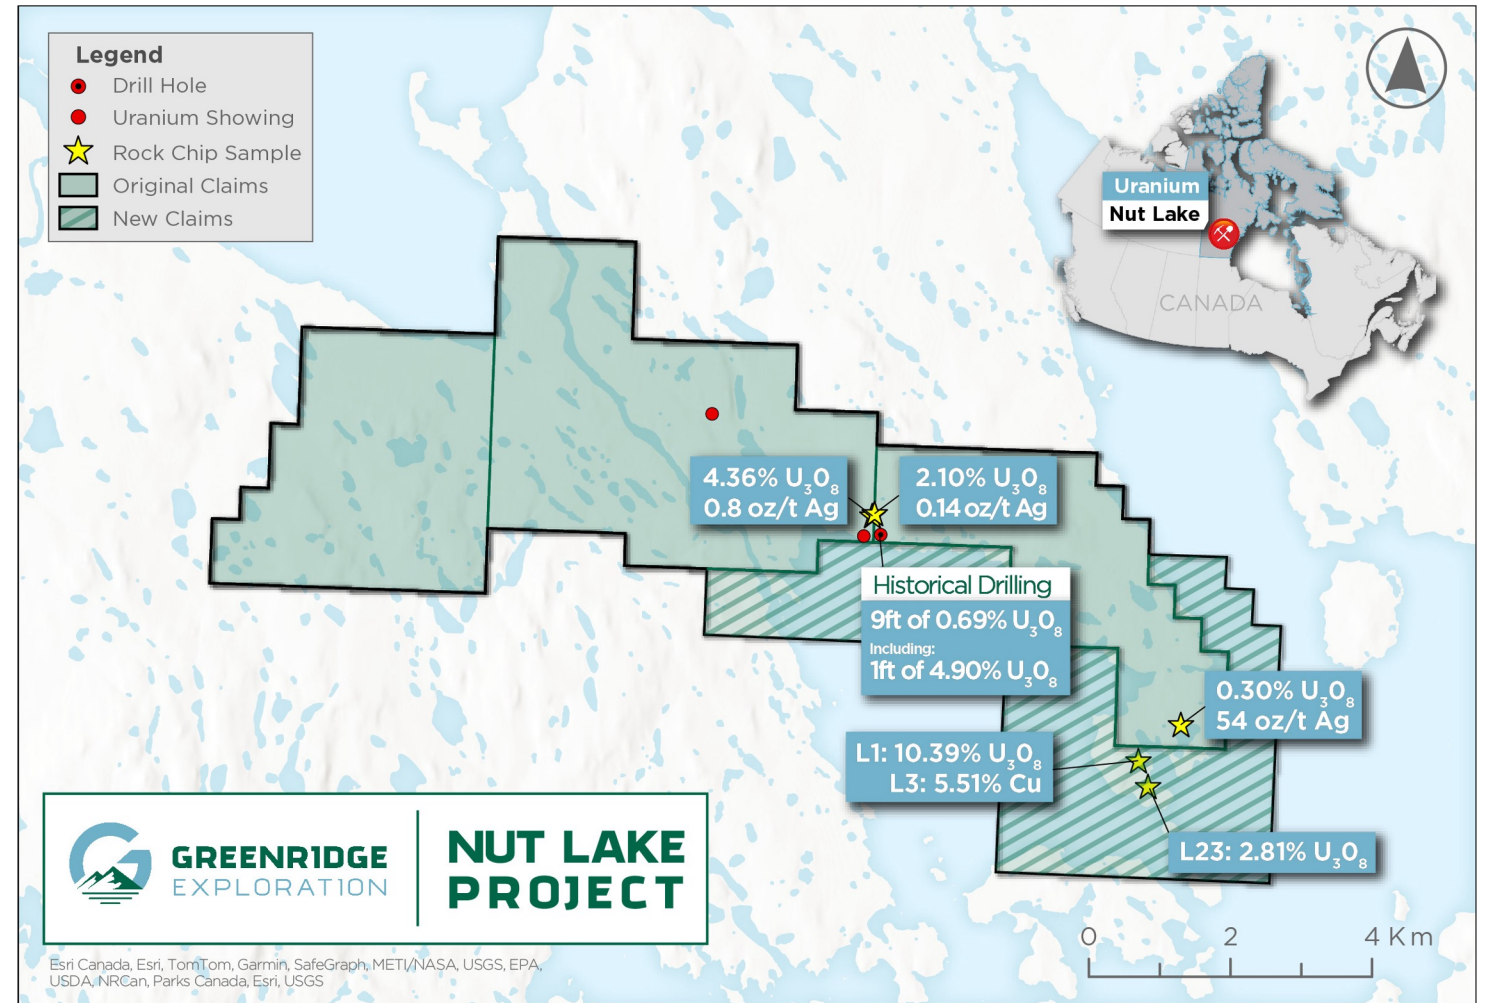 Legend
Drill Hole
Uranium Showing
Rock Chip Sample
Original Claims
New Claims
Uranium
Nut Lake
CANADA
4.36% U₃O₈
0.8 oz/t Ag
2.10% U₃O₈
0.14 oz/t Ag
Historical Drilling
9ft of 0.69% U₃O₈
Including:
1ft of 4.90% U₃O₈
0.30% U₃O₈
54 oz/t Ag
L1: 10.39% U₃O₈
L3: 5.51% Cu
L23: 2.81% U₃O₈
GREENR1DGE
EXPLORAT1ON
NUT LAKE
PROJECT
0 2 4 Km
Esri Canada, Esri, TomTom, Garmin, SafeGraph, METI/NASA, USGS, EPA,
USDA, NRCan, Parks Canada, Esri, USGS